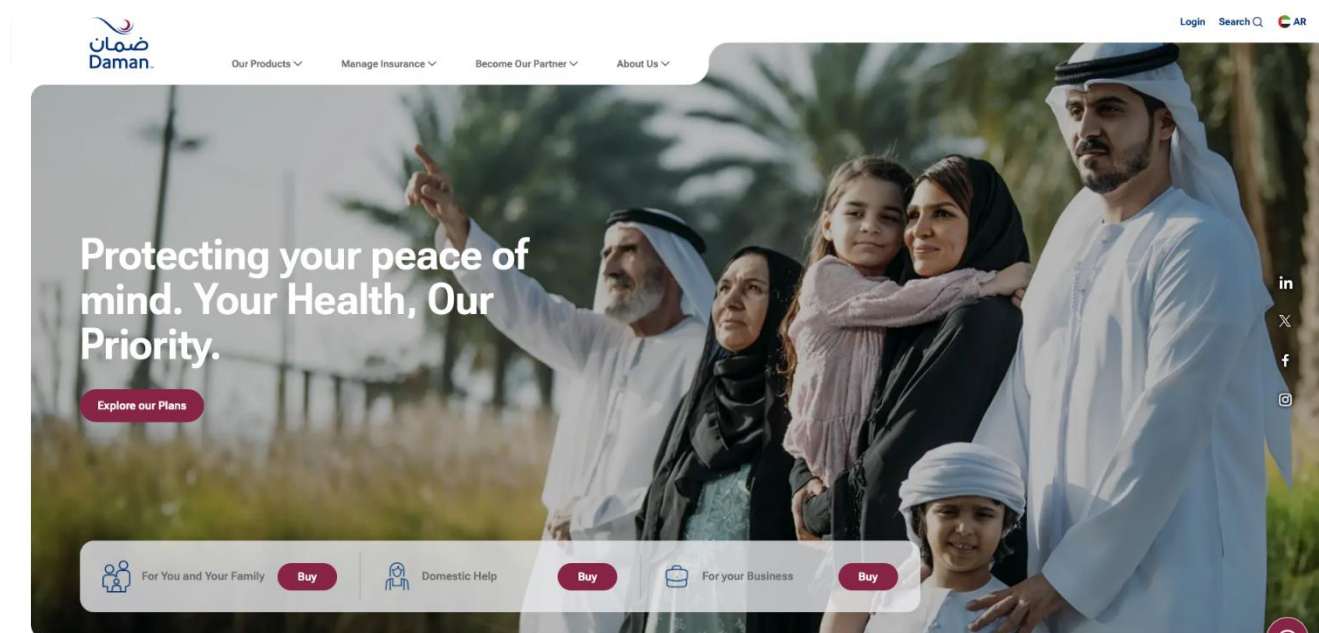 Login Search AR
ضمان
Daman
Our Products Manage Insurance Become Our Partner About Us
Protecting your peace of
mind. Your Health, Our
Priority.
Explore our Plans
in
X
f
For You and Your Family Buy Domestic Help Buy For your Business Buy